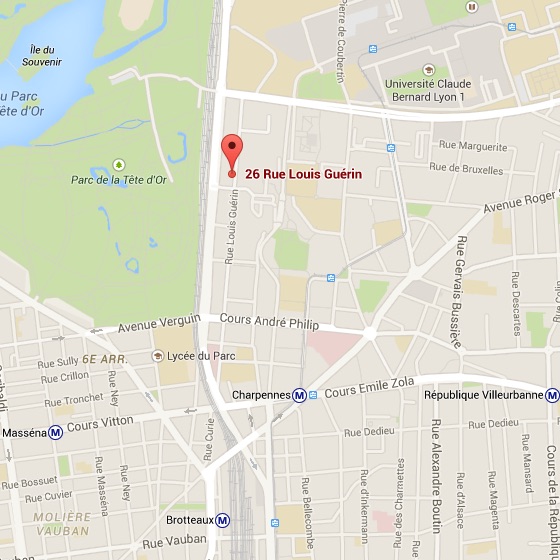 Île du
Souvenir
u Parc
Tête d'Or
Pierre de Coubertin
Université Claude
Bernard Lyon 1
Rue Marguerite
Rue de Bruxelles
Parc de la Tête d'Or
26 Rue Louis Guérin
Avenue Roger S
Rue Louis Guérin
Rue Gervais Bussière
Rue Descartes
Avenue Verguin
Cours André Philip
Rue Sully
6E ARR.
Lycée du Parc
Rue Crillon
Rue Ney
Rue Tronchet
Garibaldi
Charpennes M
Cours Emile Zola
République Villeurbanne M
Masséna M
Cours Vitton
Rue Curie
Rue Dedieu
Rue Dedieu
Rue Bossuet
Rue Cuvier
Rue Masséna
Rue Ney
MOLIÈRE
VAUBAN
Brotteaux M
Rue Vauban
Rue Bellecombe
Rue d'Inkermann
Rue des Charmettes
Rue Alexandre Boutin
Rue d'Alsace
Rue Magenta
Rue Mansard
Cours de la République